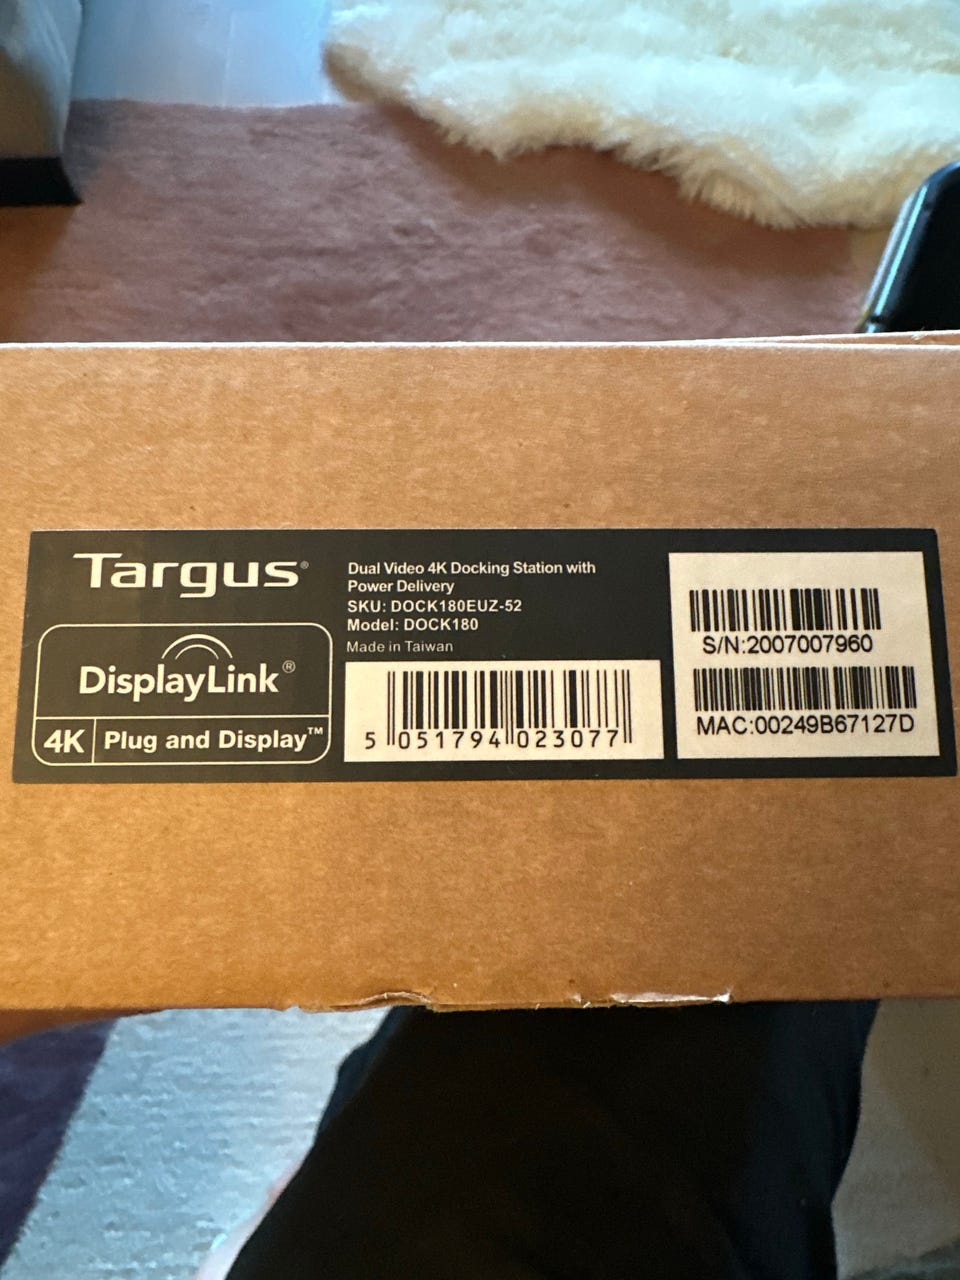 Targus®
DisplayLink®
4K Plug and Display™
Dual Video 4K Docking Station with
Power Delivery
SKU: DOCK180EUZ-52
Model: DOCK180
Made in Taiwan
5 051794 023077
S/N:2007007960
MAC:00249B67127D